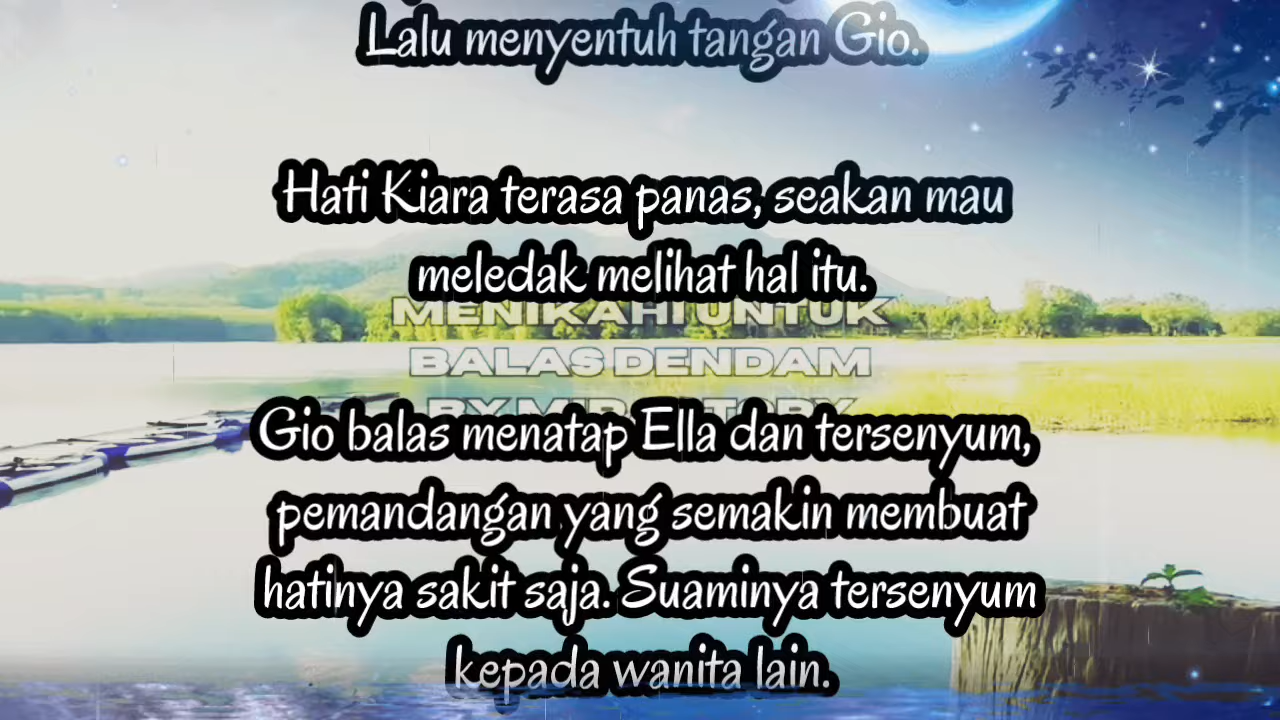 Lalu menyentuh tangan Gio.
Hati Kiara terasa panas, seakan mau
meledak melihat hal itu.
MENIKAHI UNTUK
BALAS DENDAM
Gio balas menatap Ella dan tersenyum,
pemandangan yang semakin membuat
hatinya sakit saja. Suaminya tersenyum
kepada wanita lain.